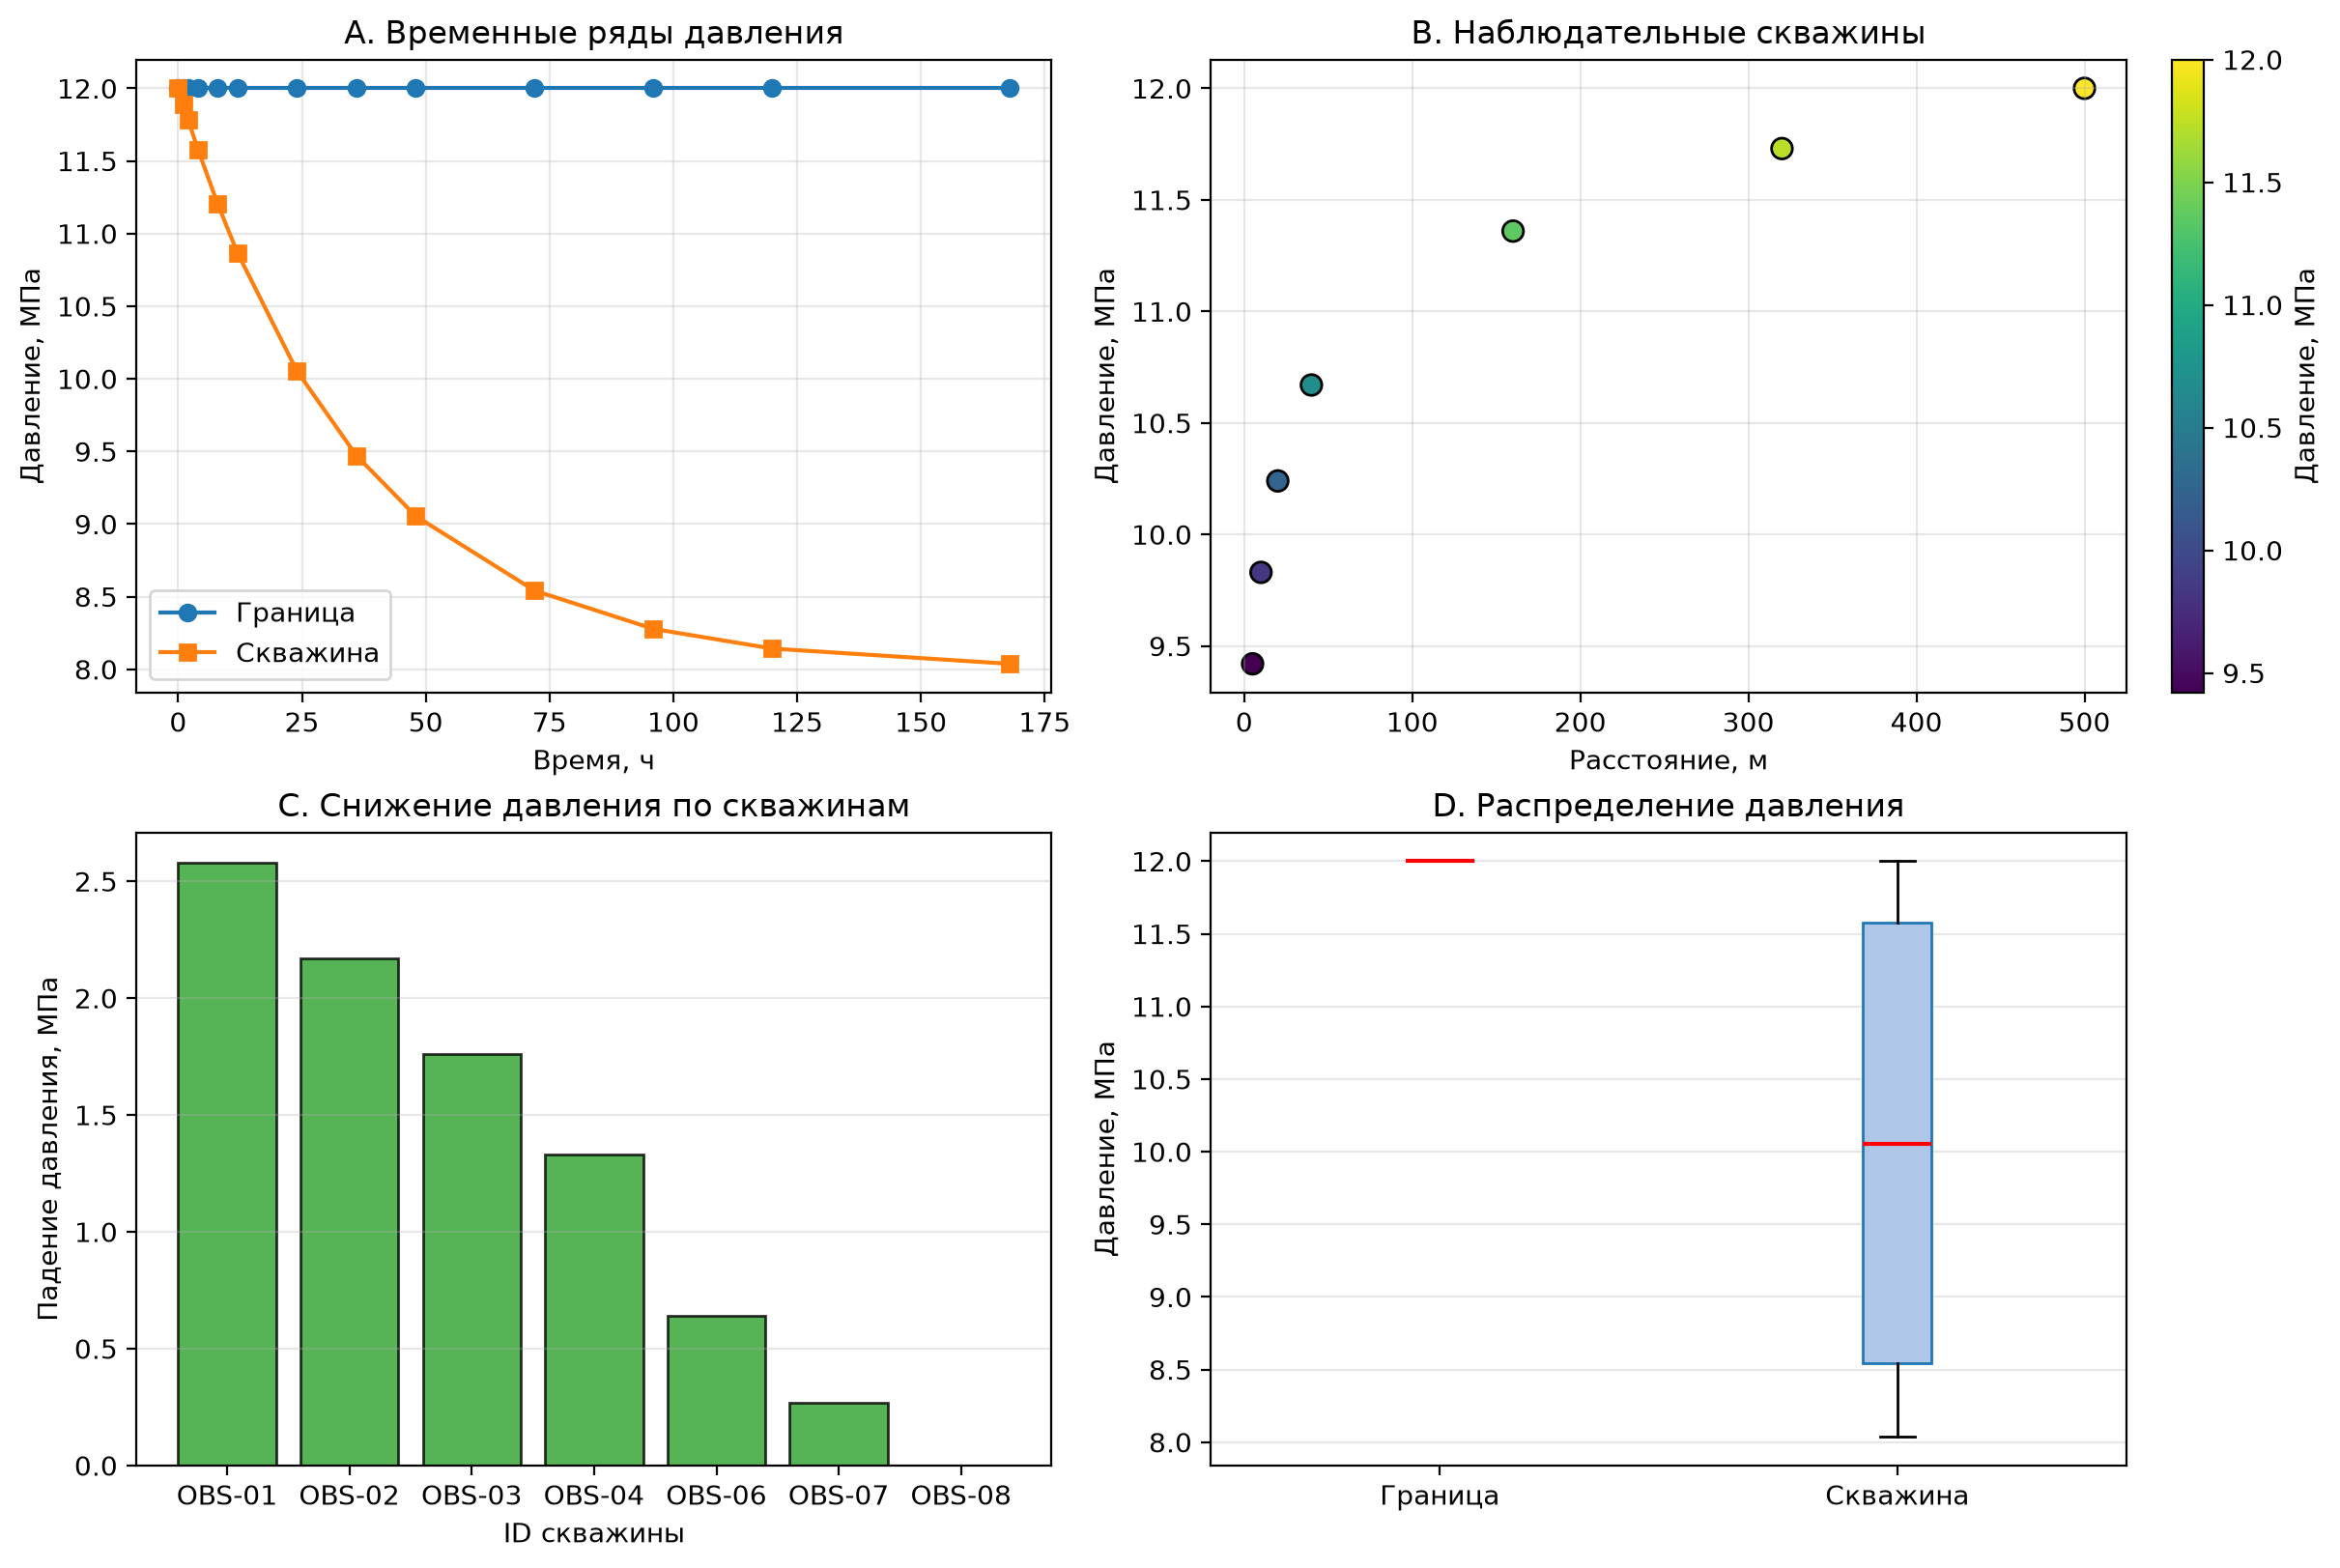 A. Временные ряды давления
12.0
11.5
11.0
10.5
10.0
9.5
9.0
8.5
8.0
Давление, МПа
Граница
Скважина
0 25 50 75 100 125 150 175
Время, ч
B. Наблюдательные скважины
12.0
11.5
11.0
10.5
10.0
9.5
Давление, МПа
0 100 200 300 400 500
Расстояние, м
12.0
11.5
11.0
10.5
10.0
9.5
Давление, МПа
C. Снижение давления по скважинам
2.5
2.0
1.5
1.0
0.5
0.0
Падение давления, МПа
OBS-01 OBS-02 OBS-03 OBS-04 OBS-06 OBS-07 OBS-08
ID скважины
D. Распределение давления
12.0
11.5
11.0
10.5
10.0
9.5
9.0
8.5
8.0
Давление, МПа
Граница Скважина